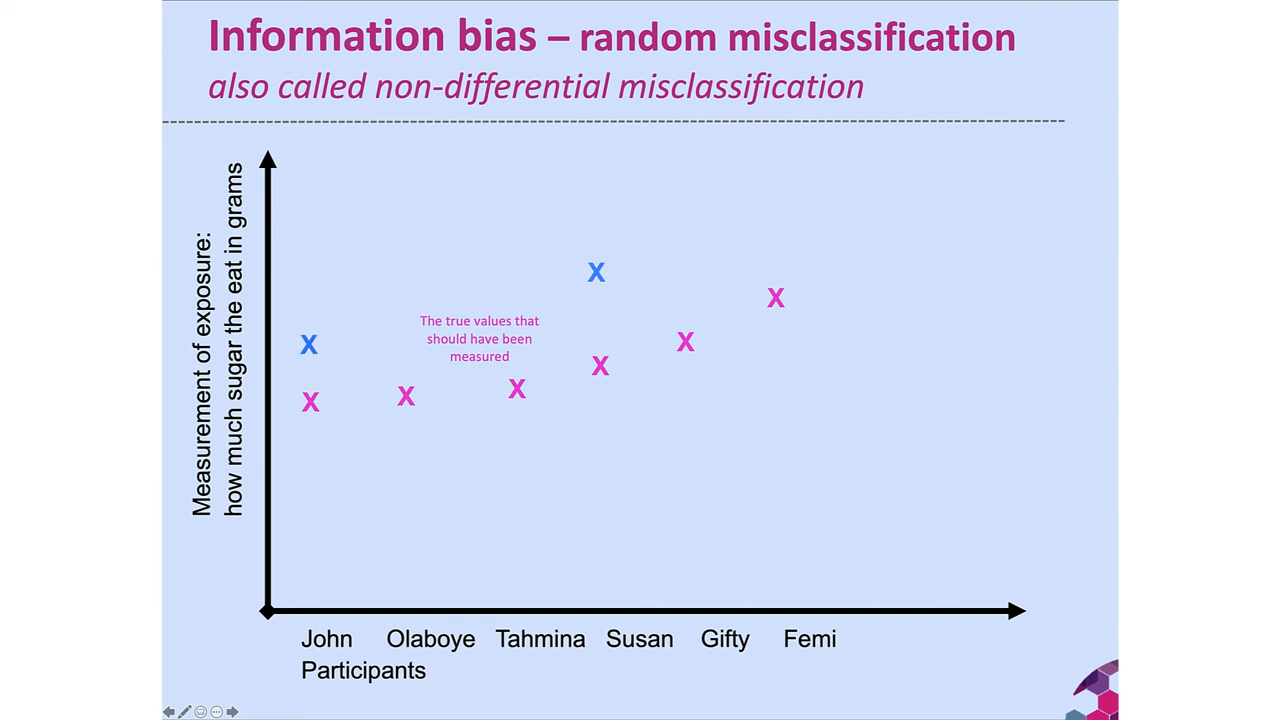 Information bias – random misclassification
also called non-differential misclassification
Measurement of exposure:
how much sugar the eat in grams
X
X
X
The true values that
should have been
measured
X
X
X
X
X
John Olaboye Tahmina Susan Gifty Femi
Participants